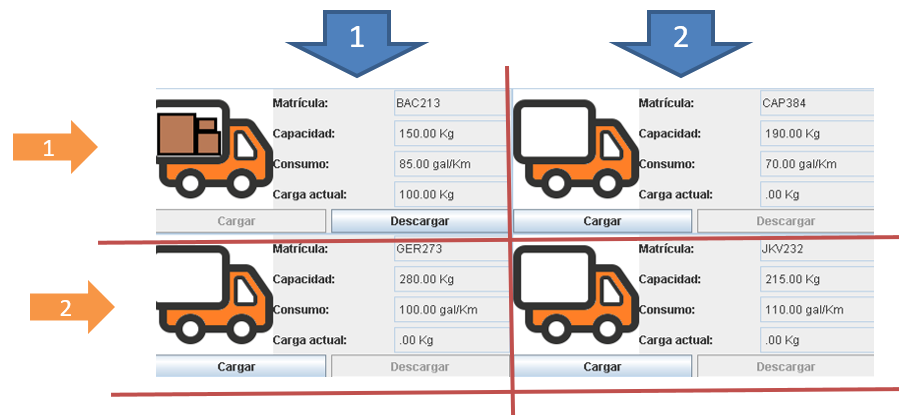 1
2
1
Matrícula:
BAC213
Capacidad:
150.00 Kg
Consumo:
85.00 gal/Km
Carga actual:
100.00 Kg
Cargar
Descargar
Matrícula:
CAP384
Capacidad:
190.00 Kg
Consumo:
70.00 gal/Km
Carga actual:
.00 Kg
Cargar
Descargar
2
Matrícula:
GER273
Capacidad:
280.00 Kg
Consumo:
100.00 gal/Km
Carga actual:
.00 Kg
Cargar
Descargar
Matrícula:
JKV232
Capacidad:
215.00 Kg
Consumo:
110.00 gal/Km
Carga actual:
.00 Kg
Cargar
Descargar